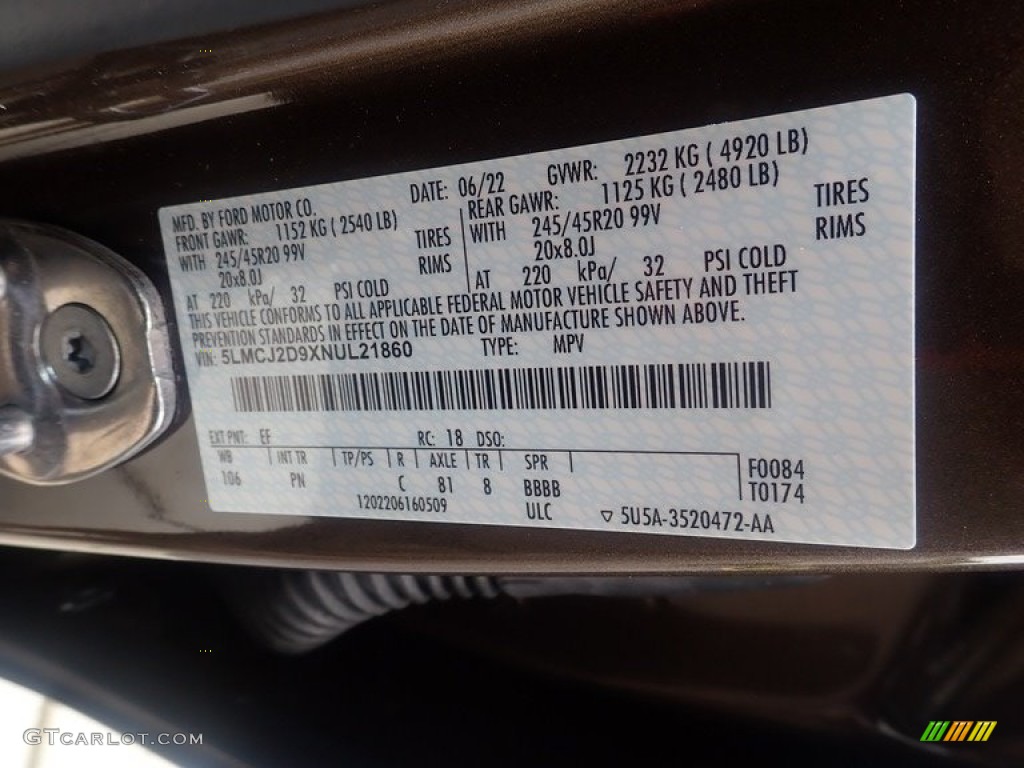 MFD. BY FORD MOTOR CO. DATE: 06/22 GVWR: 2232 KG ( 4920 LB)
FRONT GAWR: 1152 KG ( 2540 LB) REAR GAWR: 1125 KG ( 2480 LB)
WITH 245/45R20 99V TIRES WITH 245/45R20 99V TIRES
20x8.0J RIMS 20x8.0J RIMS
AT 220 kPa/ 32 PSI COLD AT 220 kPa/ 32 PSI COLD
THIS VEHICLE CONFORMS TO ALL APPLICABLE FEDERAL MOTOR VEHICLE SAFETY AND THEFT
PREVENTION STANDARDS IN EFFECT ON THE DATE OF MANUFACTURE SHOWN ABOVE.
VIN: 5LMCJ2D9XNUL21860 TYPE: MPV
EXT PNT: EF RC: 18 DSO:
WB INT TR TP/PS R AXLE TR SPR F0084
106 PN C 81 8 BBBB T0174
1202206160509 ULC ▽ 5U5A-3520472-AA
GTCARLOT.COM